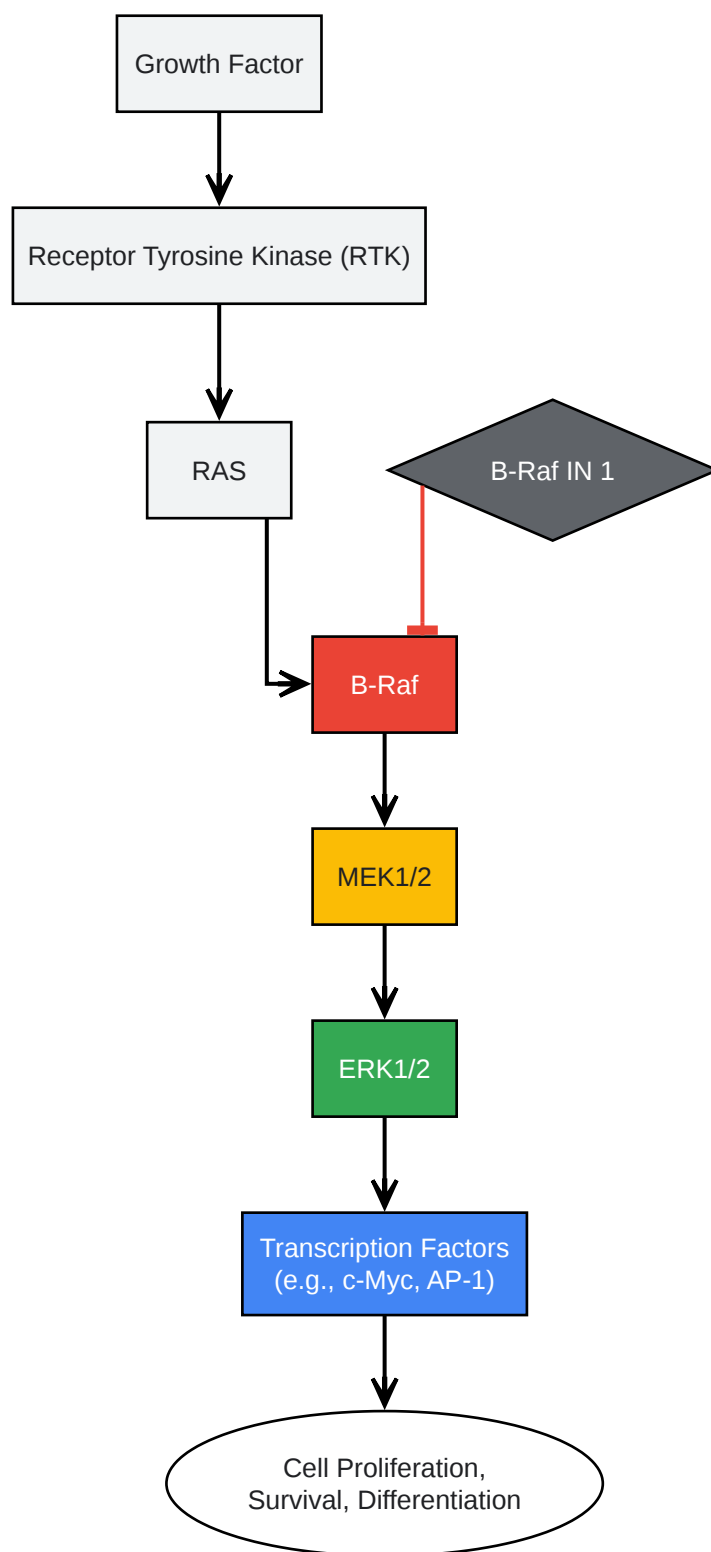 Growth Factor
Receptor Tyrosine Kinase (RTK)
RAS
B-Raf IN 1
B-Raf
MEK1/2
ERK1/2
Transcription Factors
(e.g., c-Myc, AP-1)
Cell Proliferation,
Survival, Differentiation